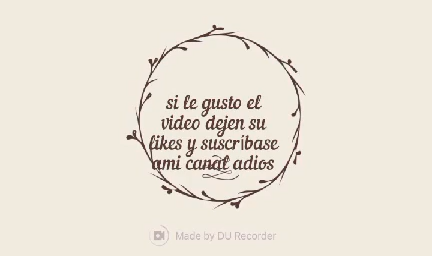 si le gusto el
video dejen su
likes y suscribase
ami canal adios
Made by DU Recorder